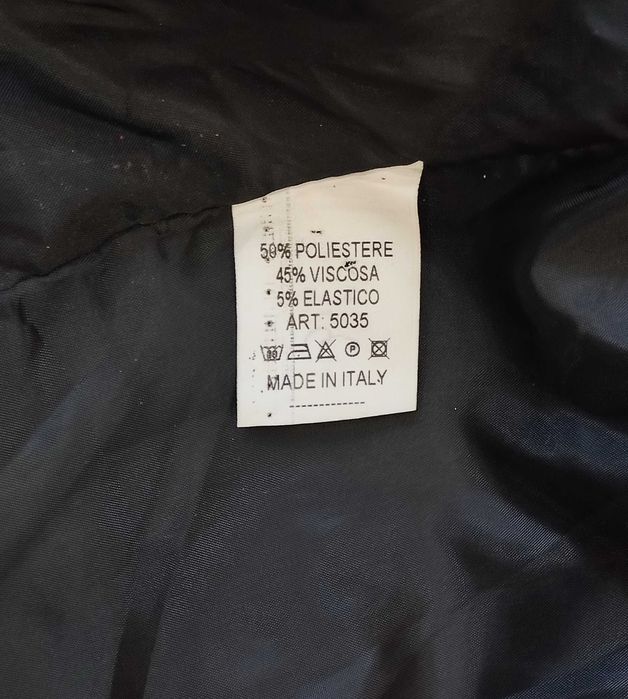 50% POLIESTERE
45% VISCOSA
5% ELASTICO
ART: 5035
MADE IN ITALY